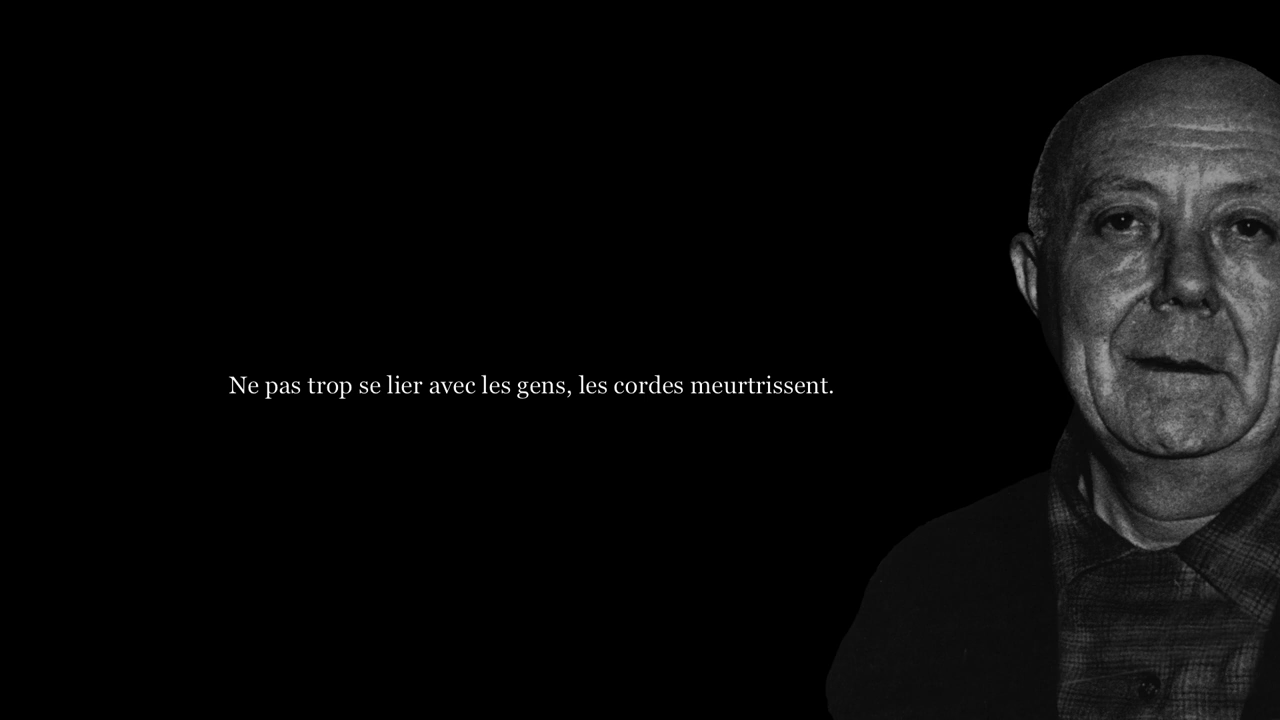 Ne pas trop se lier avec les gens, les cordes meurtrissent.